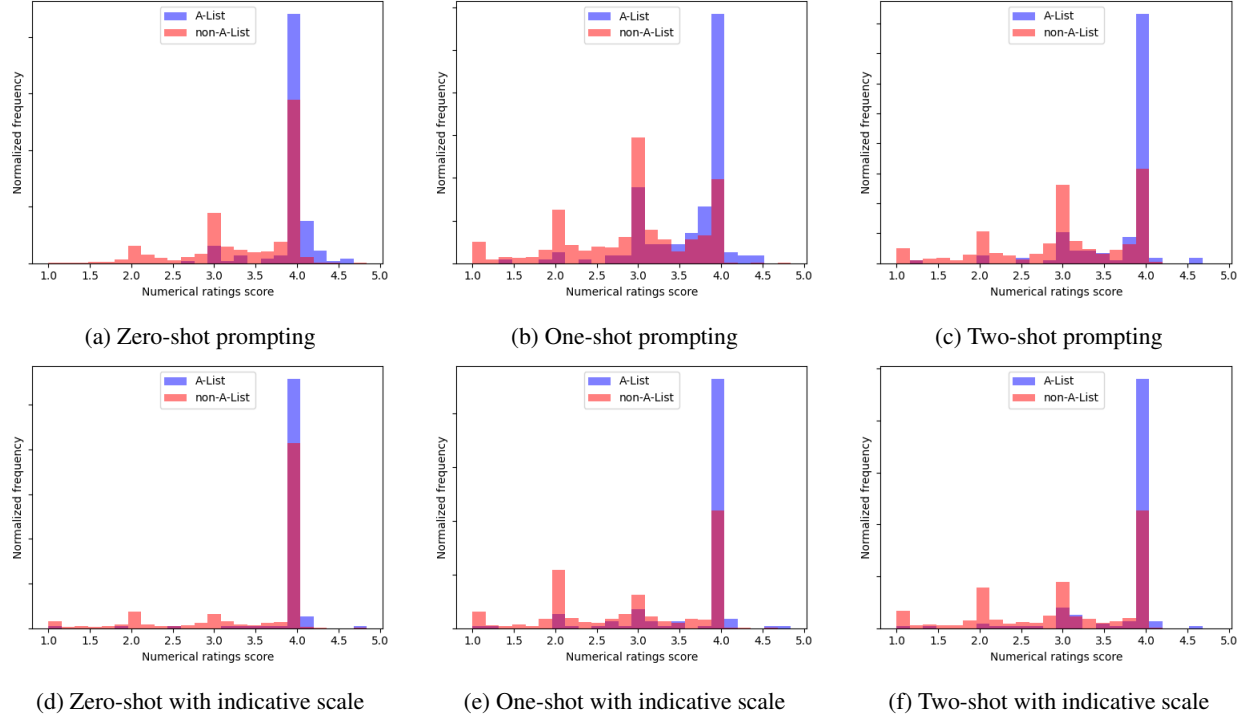 A-List
non-A-List
Normalized frequency
1.0 1.5 2.0 2.5 3.0 3.5 4.0 4.5 5.0
Numerical ratings score
(a) Zero-shot prompting
A-List
non-A-List
Normalized frequency
1.0 1.5 2.0 2.5 3.0 3.5 4.0 4.5 5.0
Numerical ratings score
(b) One-shot prompting
A-List
non-A-List
Normalized frequency
1.0 1.5 2.0 2.5 3.0 3.5 4.0 4.5 5.0
Numerical ratings score
(c) Two-shot prompting
A-List
non-A-List
Normalized frequency
1.0 1.5 2.0 2.5 3.0 3.5 4.0 4.5 5.0
Numerical ratings score
(d) Zero-shot with indicative scale
A-List
non-A-List
Normalized frequency
1.0 1.5 2.0 2.5 3.0 3.5 4.0 4.5 5.0
Numerical ratings score
(e) One-shot with indicative scale
A-List
non-A-List
Normalized frequency
1.0 1.5 2.0 2.5 3.0 3.5 4.0 4.5 5.0
Numerical ratings score
(f) Two-shot with indicative scale